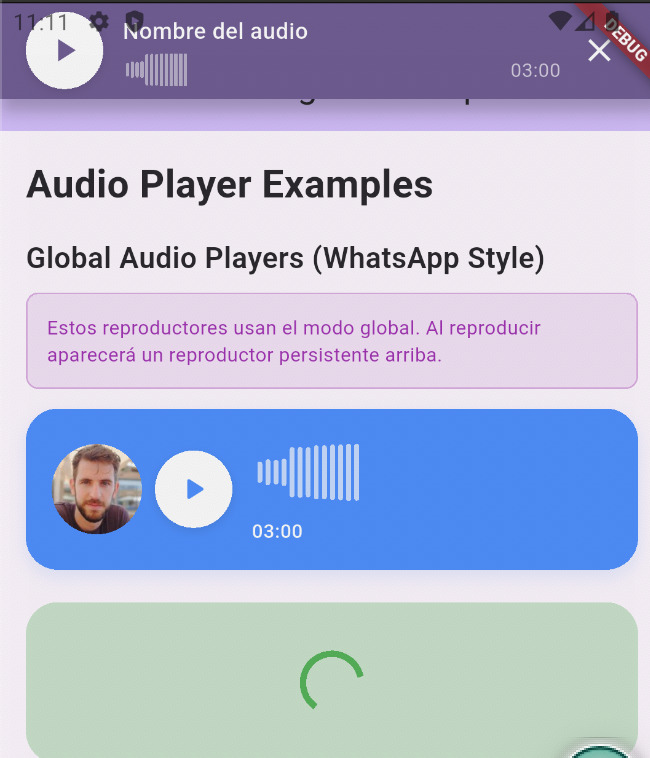 11:11
DEBUG
Nombre del audio
03:00
Audio Player Examples
Global Audio Players (WhatsApp Style)
Estos reproductores usan el modo global. Al reproducir
aparecerá un reproductor persistente arriba.
03:00